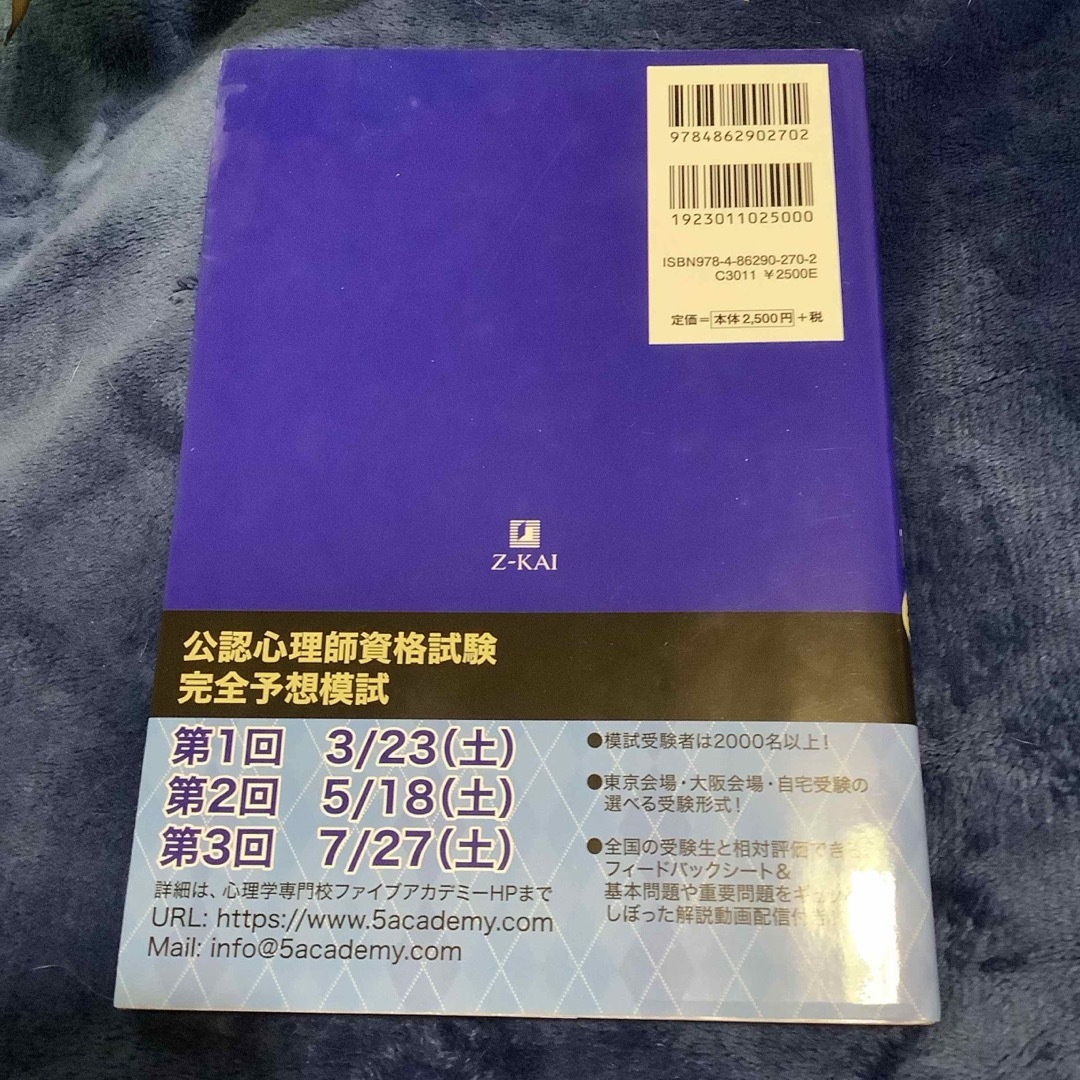 9784862902702
1923011025000
ISBN978-4-86290-270-2
C3011 ¥2500E
定価=本体2,500円+税
Z-KAI
公認心理師資格試験
完全予想模試
第1回 3/23(土)
第2回 5/18(土)
第3回 7/27(土)
詳細は、心理学専門校ファイブアカデミーHPまで
URL: https://www.5academy.com
Mail: info@5academy.com
●模試受験者は2000名以上!
●東京会場・大阪会場・自宅受験の
選べる受験形式!
●全国の受験生と相対評価できる
フィードバックシート&
基本問題や重要問題を
しぼった解説動画配信付き